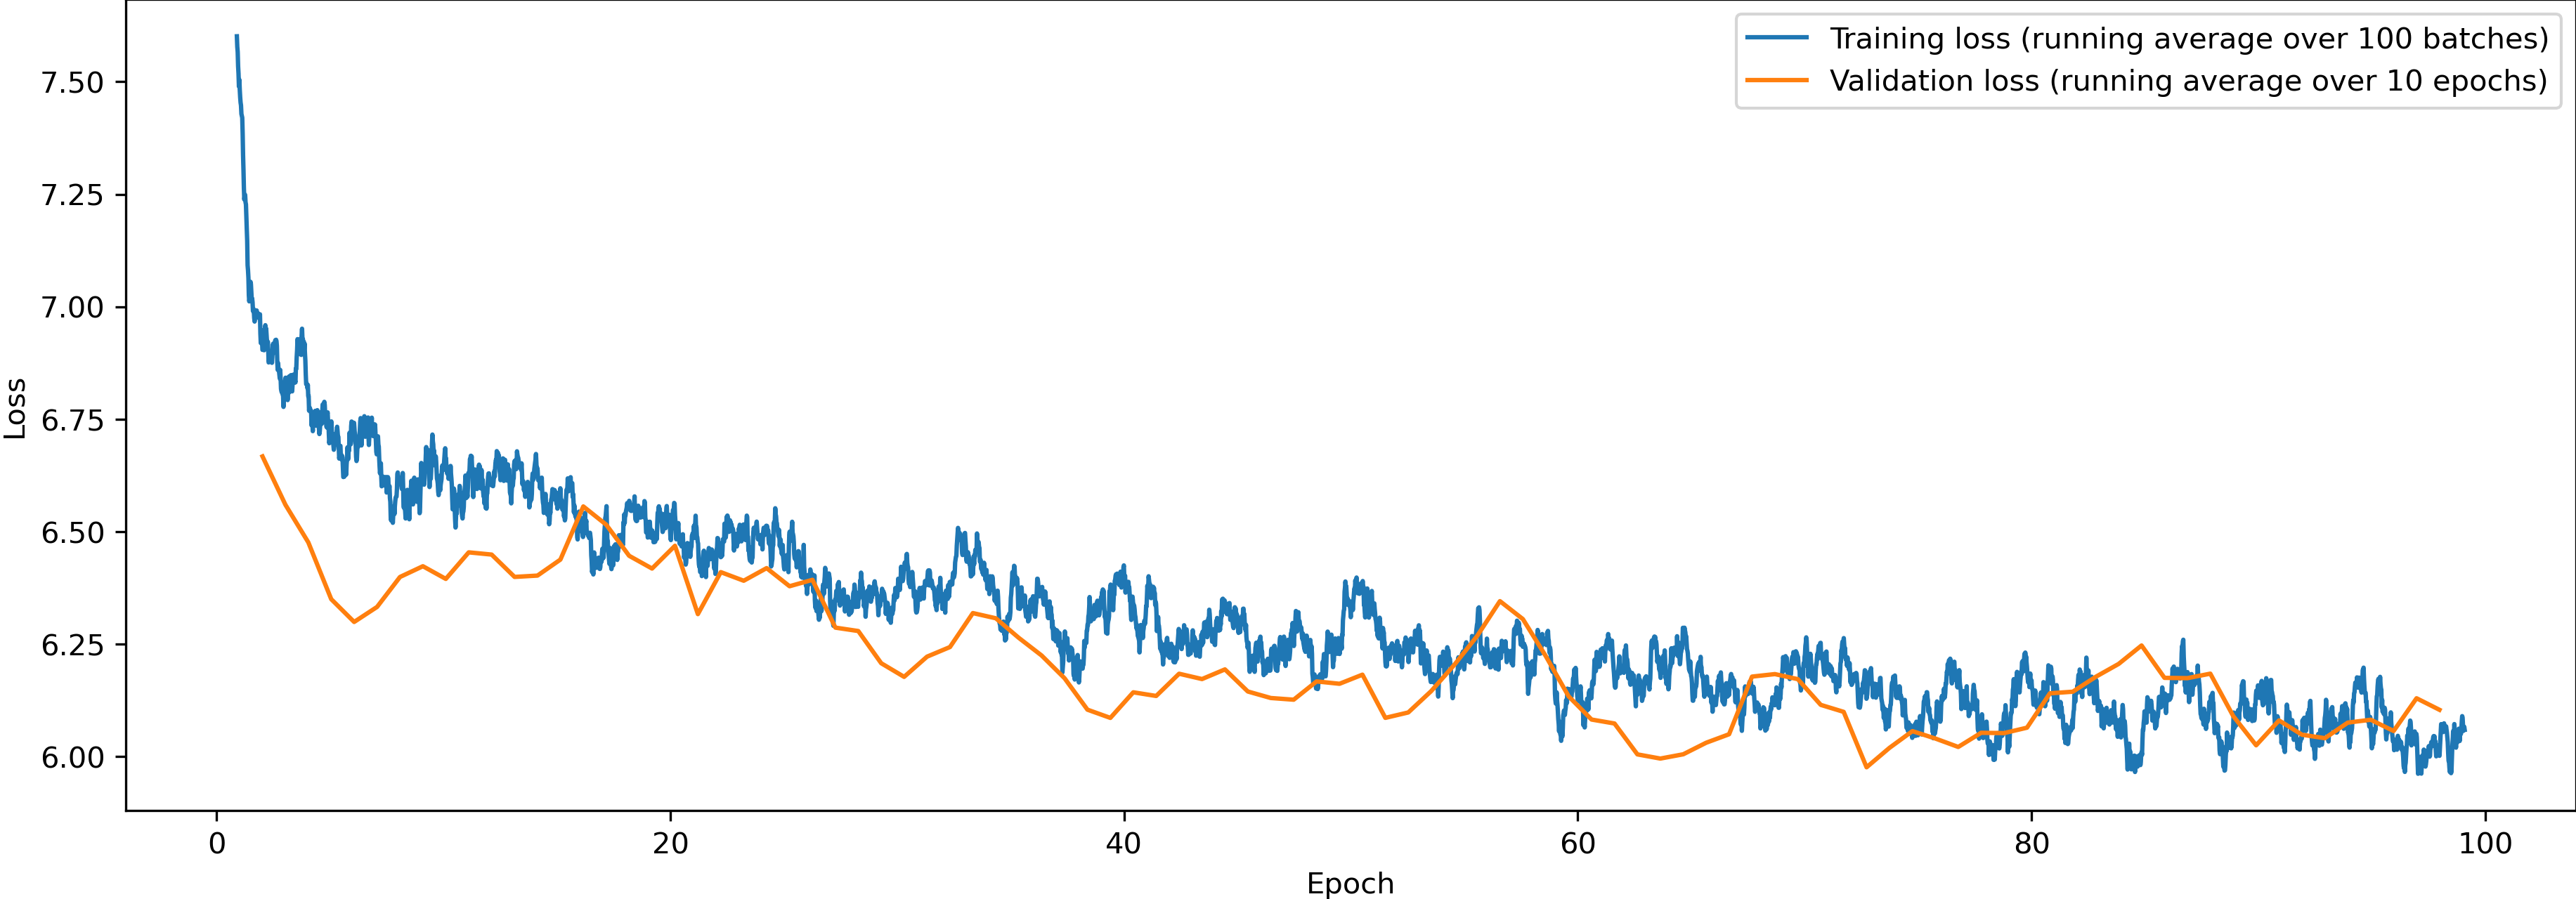 Training loss (running average over 100 batches)
Validation loss (running average over 10 epochs)
7.50
7.25
7.00
6.75
6.50
6.25
6.00
Loss
0 20 40 60 80 100
Epoch